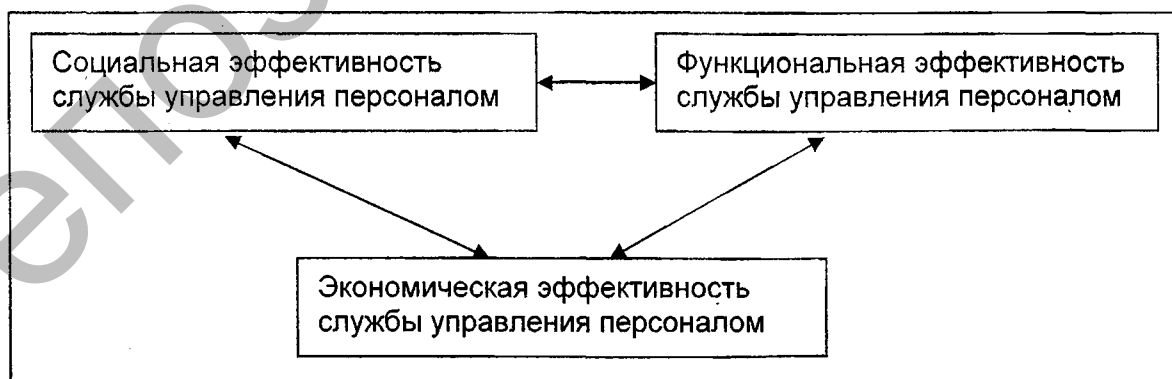 Социальная эффективность
службы управления персоналом
Функциональная эффективность
службы управления персоналом
Экономическая эффективность
службы управления персоналом